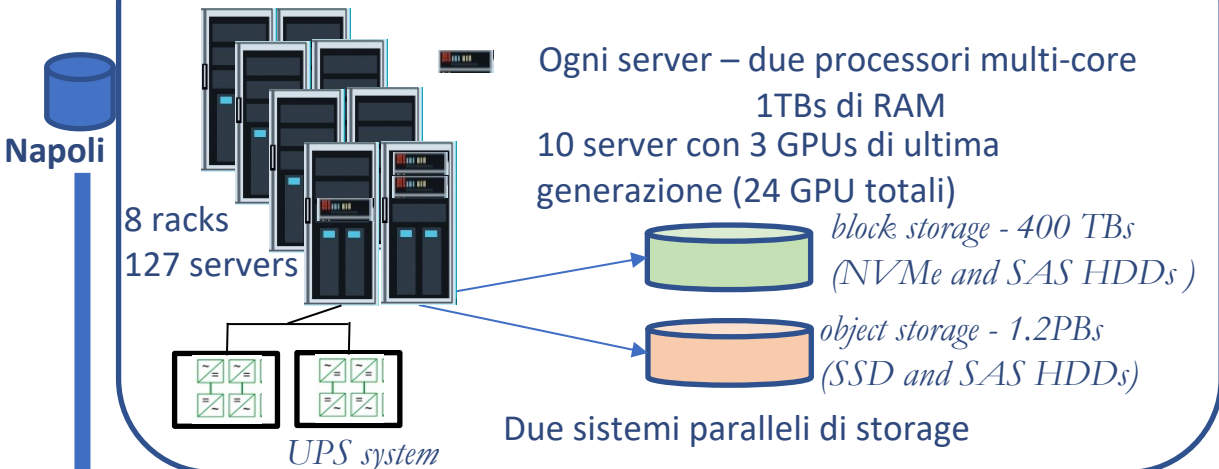 Napoli
8 racks
127 servers
UPS system
Ogni server – due processori multi-core
1TBs di RAM
10 server con 3 GPUs di ultima
generazione (24 GPU totali)
block storage - 400 TBs
(NVMe and SAS HDDs )
object storage - 1.2PBs
(SSD and SAS HDDs)
Due sistemi paralleli di storage